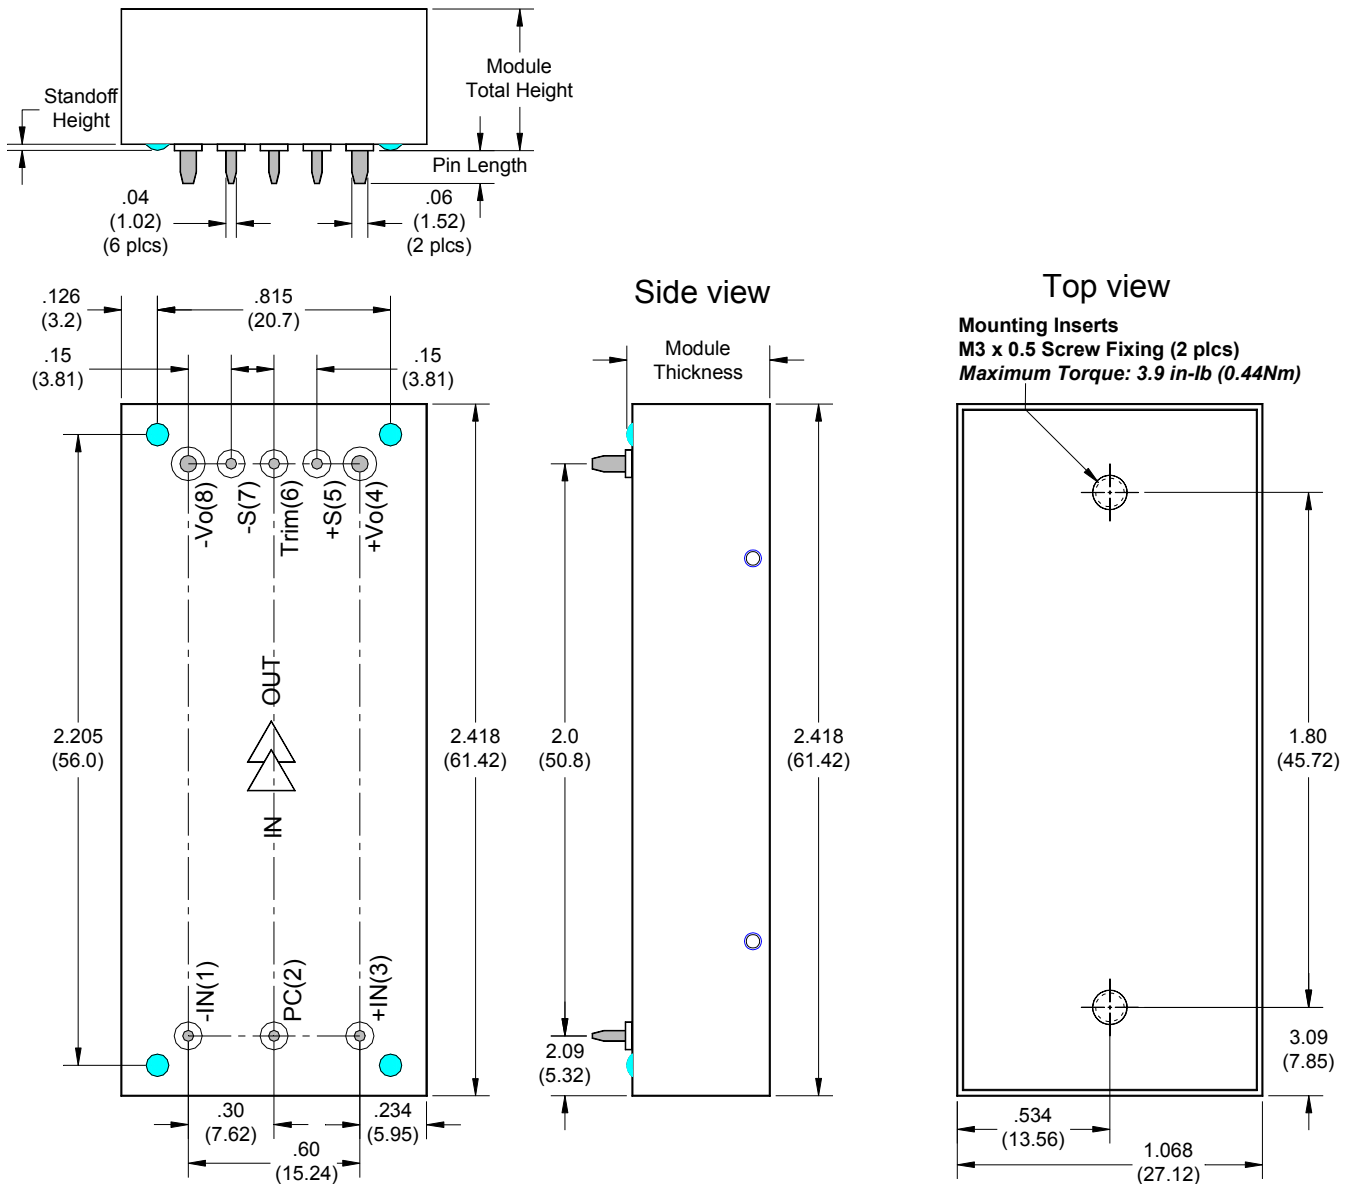 Module
Total Height
Standoff
Height
Pin Length
.04
(1.02)
(6 plcs)
.06
(1.52)
(2 plcs)
.126
(3.2)
.815
(20.7)
.15
(3.81)
.15
(3.81)
-Vo(8)
-S(7)
Trim(6)
+S(5)
+Vo(4)
OUT
IN
2.205
(56.0)
2.418
(61.42)
-IN(1)
PC(2)
+IN(3)
.30
(7.62)
.234
(5.95)
.60
(15.24)
Side view
Module
Thickness
2.0
(50.8)
2.418
(61.42)
2.09
(5.32)
Top view
Mounting Inserts
M3 x 0.5 Screw Fixing (2 plcs)
Maximum Torque: 3.9 in-lb (0.44Nm)
1.80
(45.72)
3.09
(7.85)
.534
(13.56)
1.068
(27.12)